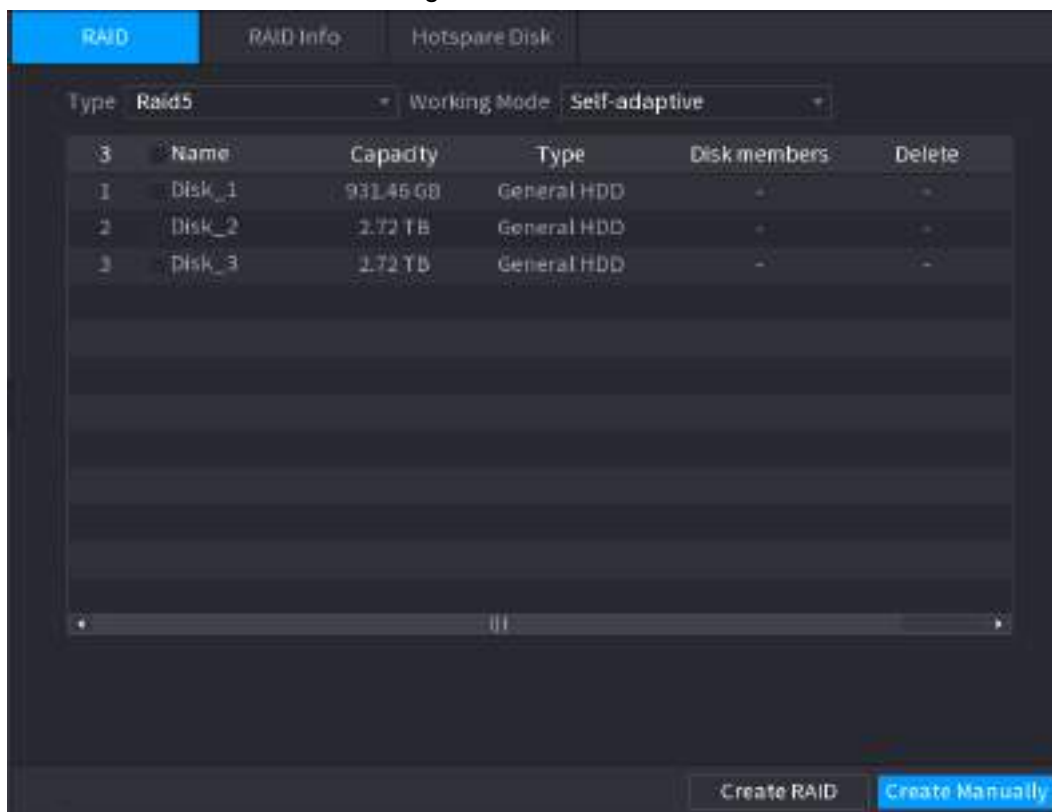 RAID RAID Info Hotspare Disk
Type Raid5 Working Mode Self-adaptive
3 Name Capacity Type Disk members Delete
1 Disk_1 931.46 GB General HDD - -
2 Disk_2 2.72 TB General HDD - -
3 Disk_3 2.72 TB General HDD - -
Create RAID Create Manually